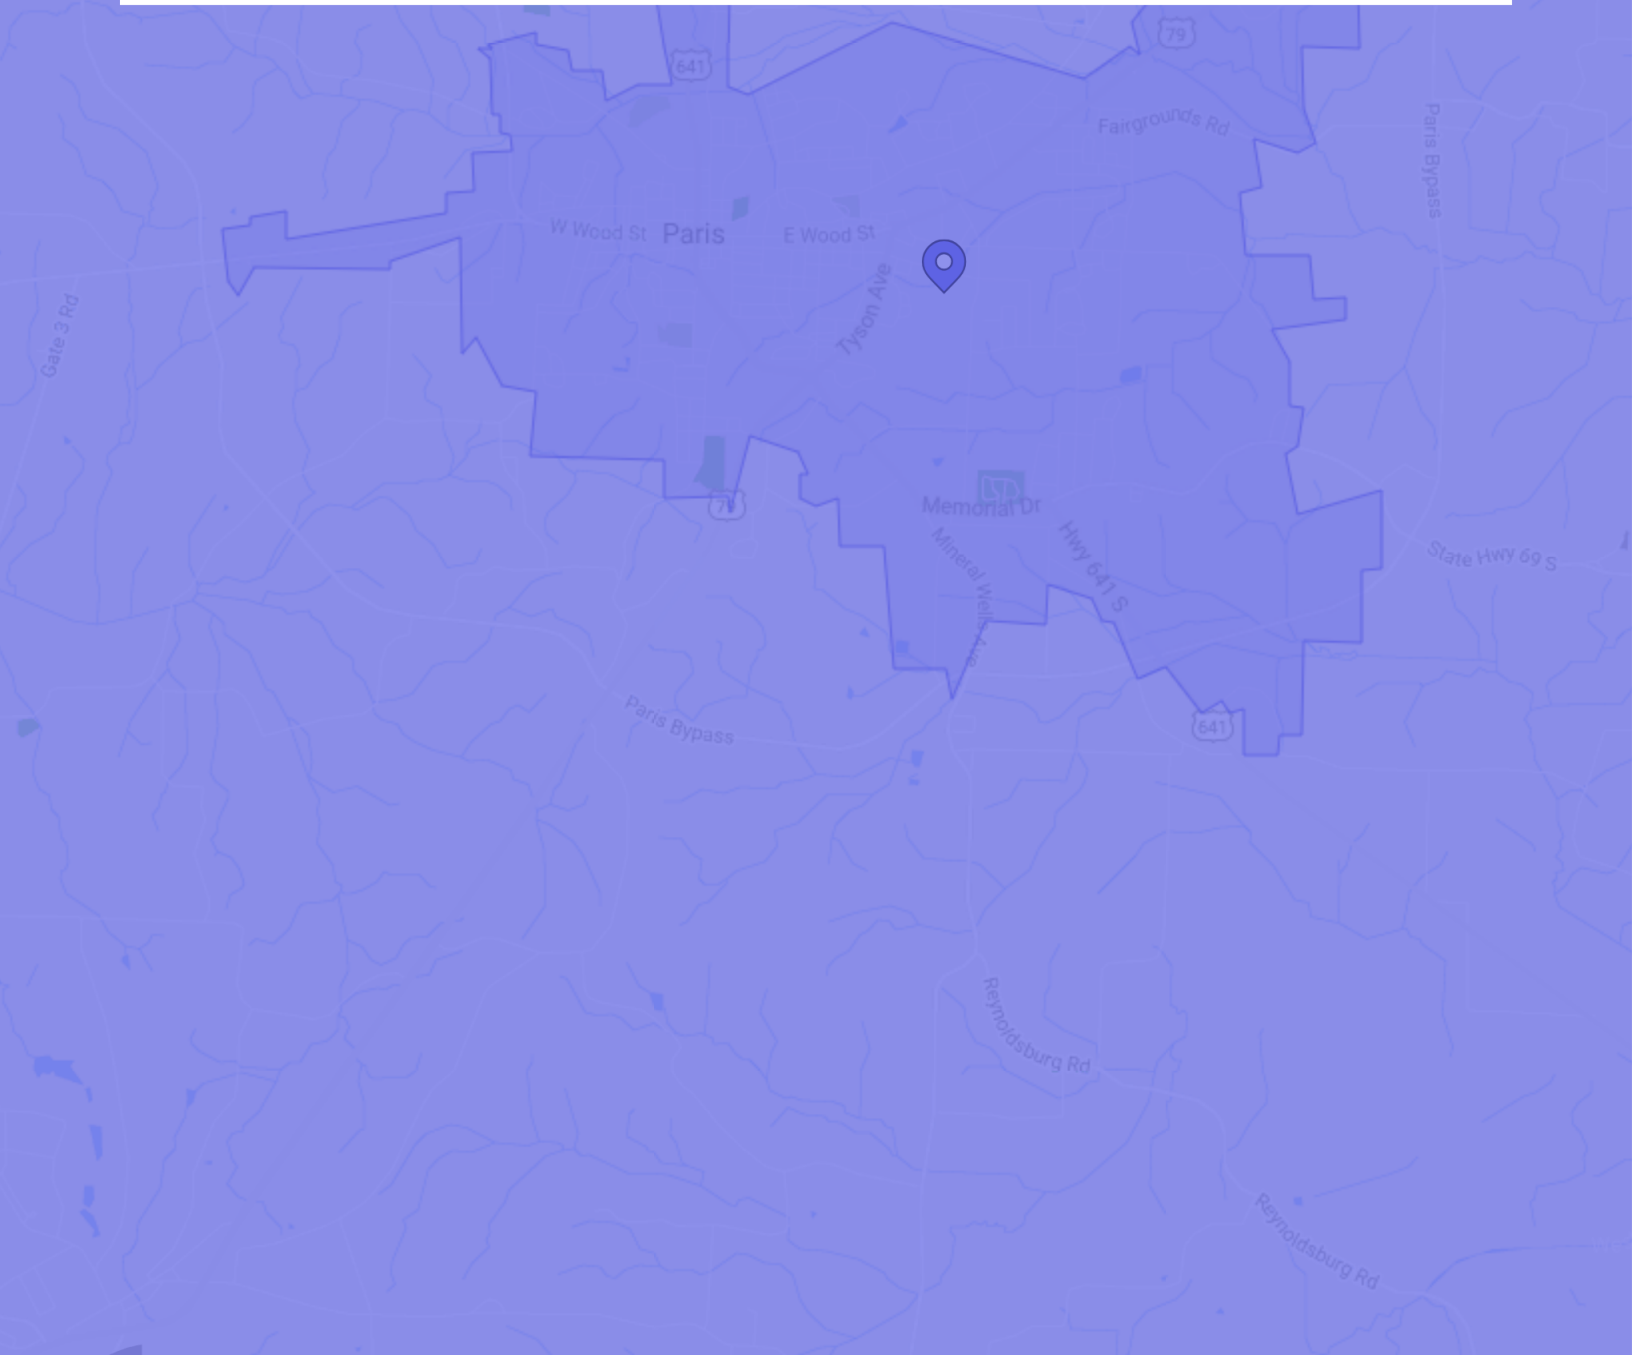 79
641
Fairgrounds Rd
Paris Bypass
W Wood St
Paris
E Wood St
Tyson Ave
Gate 3 Rd
Memorial Dr
Mineral Wells Ave
Hwy 641 S
State Hwy 69 S
641
Paris Bypass
Reynoldsburg Rd
Reynoldsburg Rd